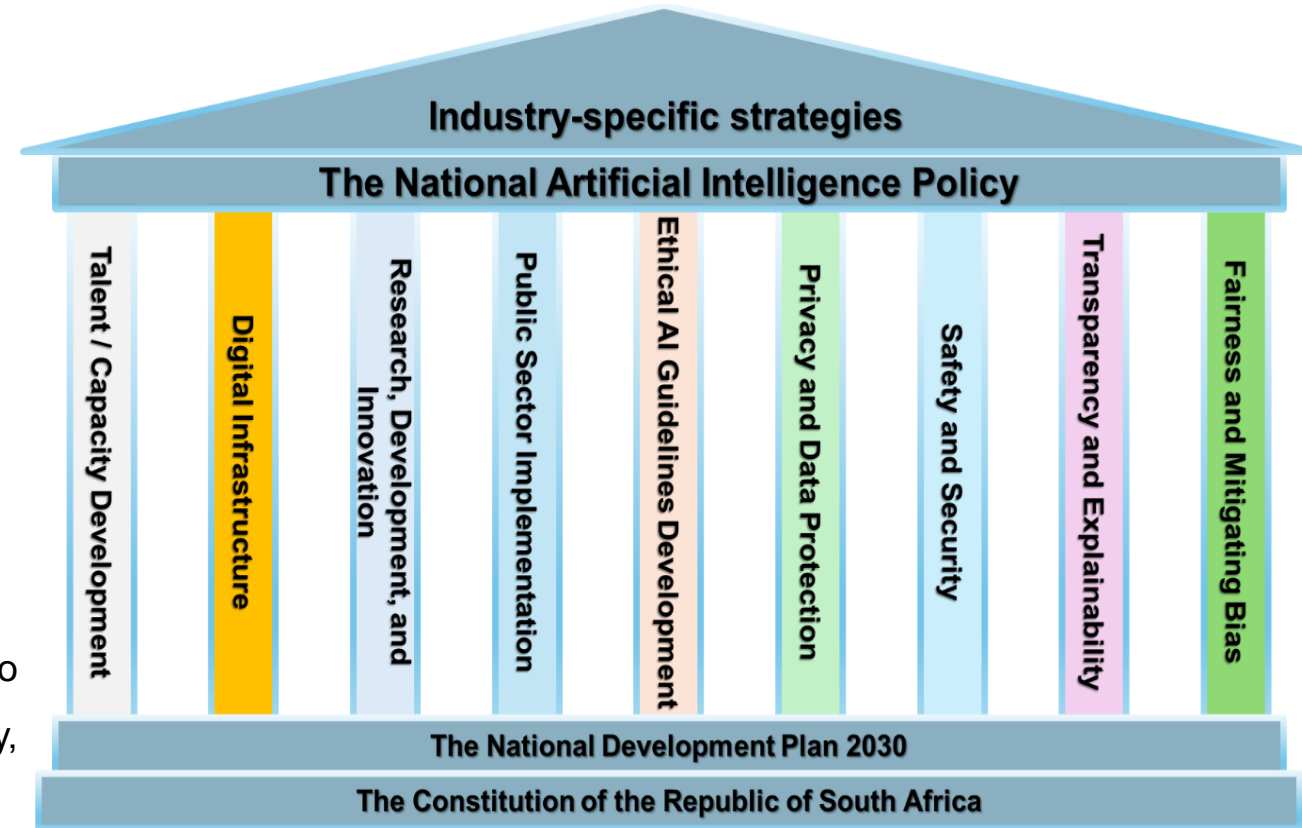 Industry-specific strategies
The National Artificial Intelligence Policy
Talent / Capacity Development
Digital Infrastructure
Research, Development, and
Innovation
Public Sector Implementation
Ethical AI Guidelines Development
Privacy and Data Protection
Safety and Security
Transparency and Explainability
Fairness and Mitigating Bias
The National Development Plan 2030
The Constitution of the Republic of South Africa